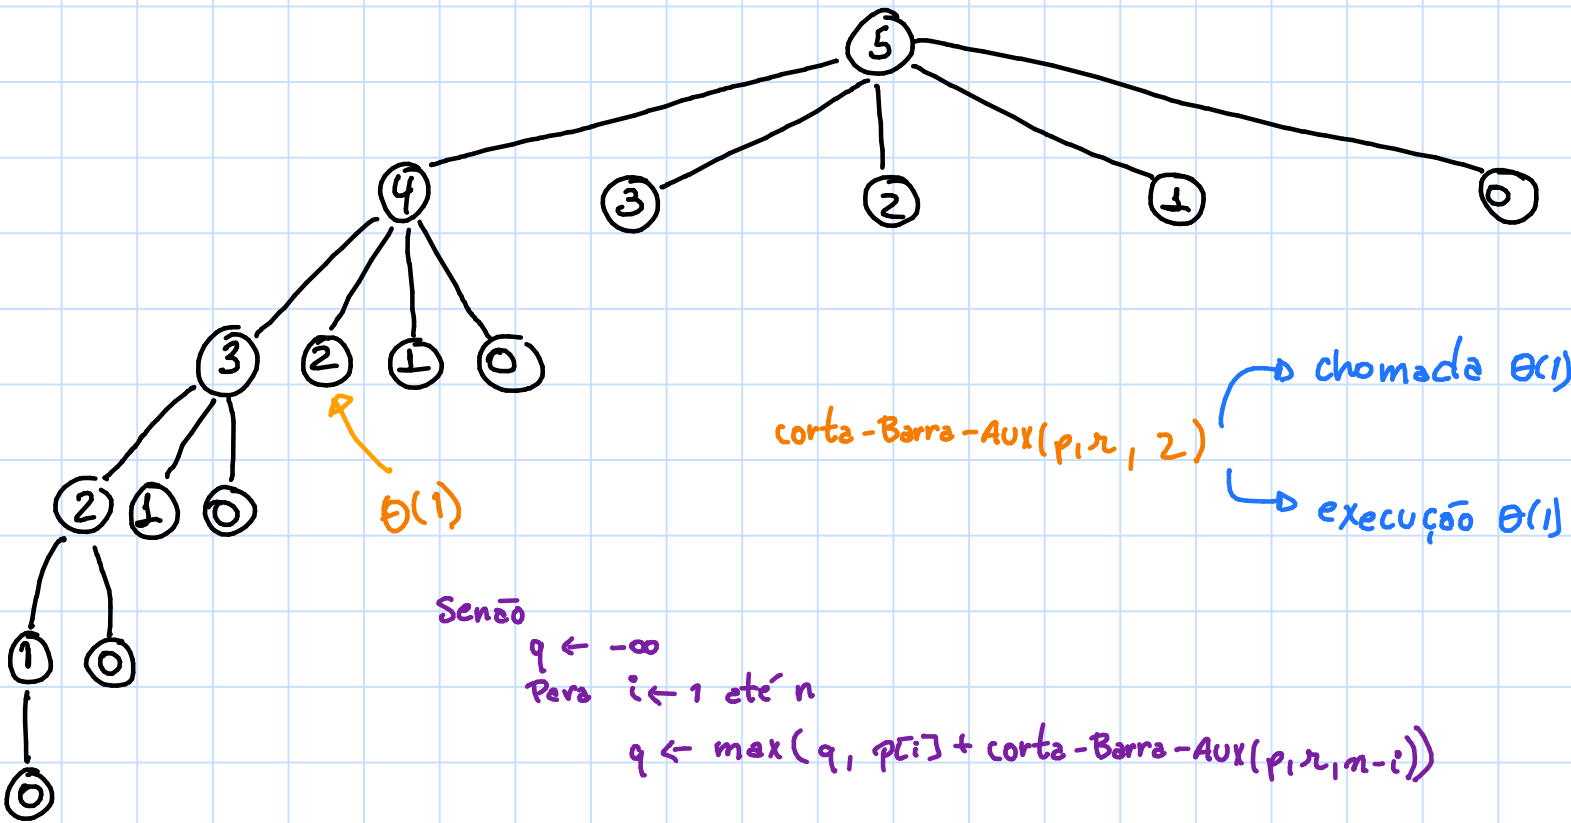 5
4 3 2 1 0
3 2 1 0
chamada θ(1)
corta-Barra-Aux(p,r, 2)
2 1 0
θ(1)
execução θ(1)
Senão
1 0
q ← -∞
Para i ← 1 até n
q ← max(q, p[i] + corta-Barra-Aux(p,r,n-i))
0